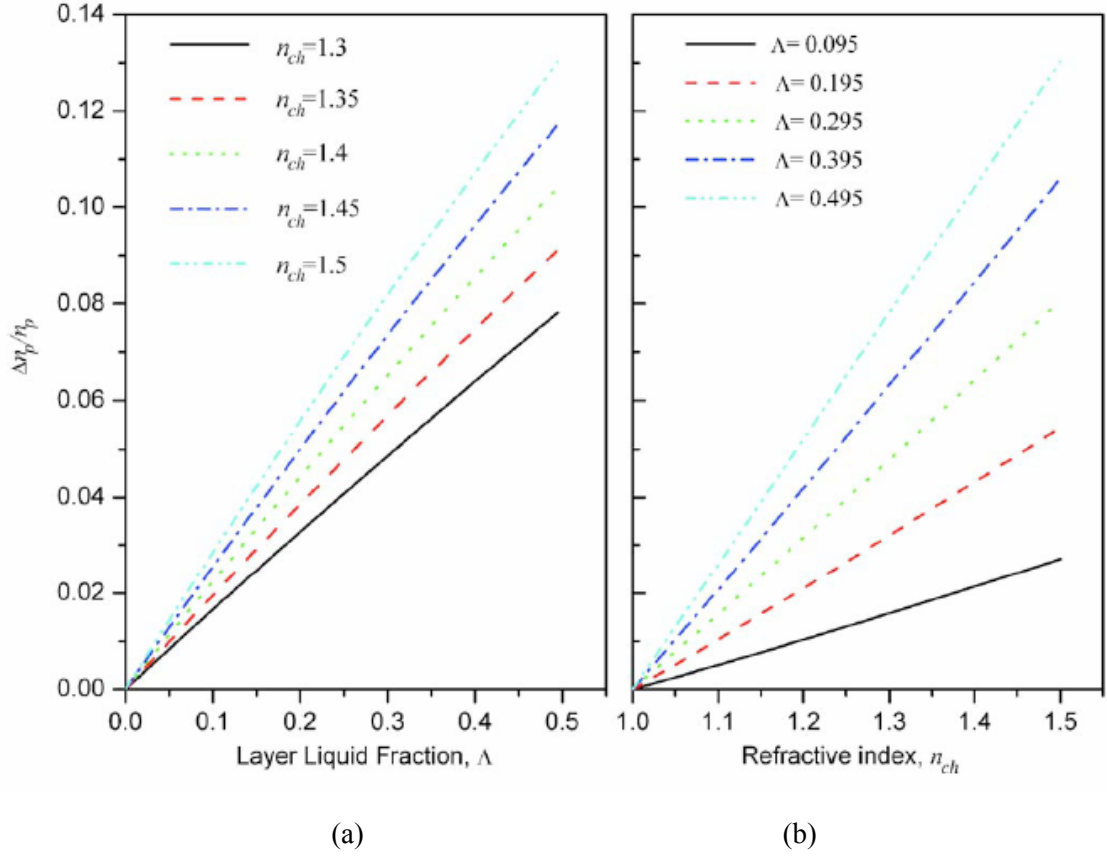 0.14
0.12
0.10
0.08
0.06
0.04
0.02
0.00
Δn_p/n_p
n_ch=1.3
n_ch=1.35
n_ch=1.4
n_ch=1.45
n_ch=1.5
0.0 0.1 0.2 0.3 0.4 0.5
Layer Liquid Fraction, Λ
Λ= 0.095
Λ= 0.195
Λ= 0.295
Λ= 0.395
Λ= 0.495
1.0 1.1 1.2 1.3 1.4 1.5
Refractive index, n_ch
(a) (b)